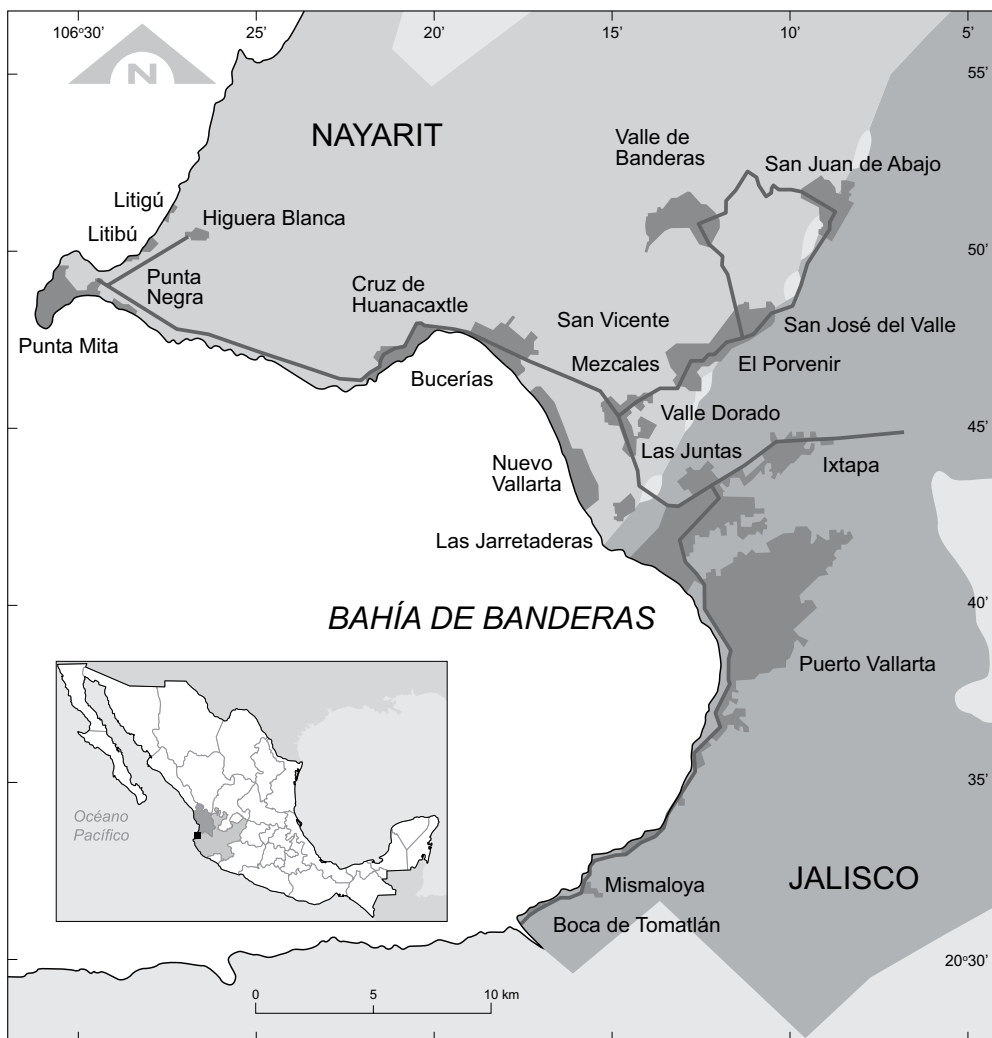 106°30'
25'
20'
15'
10'
5'
55'
N
NAYARIT
Valle de
Banderas
San Juan de Abajo
Litigú
Higuera Blanca
Litibú
50'
Punta
Negra
Cruz de
Huanacaxtle
San Vicente
San José del Valle
Punta Mita
Mezcales
El Porvenir
Bucerías
Valle Dorado
45'
Las Juntas
Nuevo
Vallarta
Ixtapa
Las Jarretaderas
40'
BAHÍA DE BANDERAS
Puerto Vallarta
35'
Océano
Pacífico
Mismaloya
JALISCO
Boca de Tomatlán
20°30'
0
5
10 km